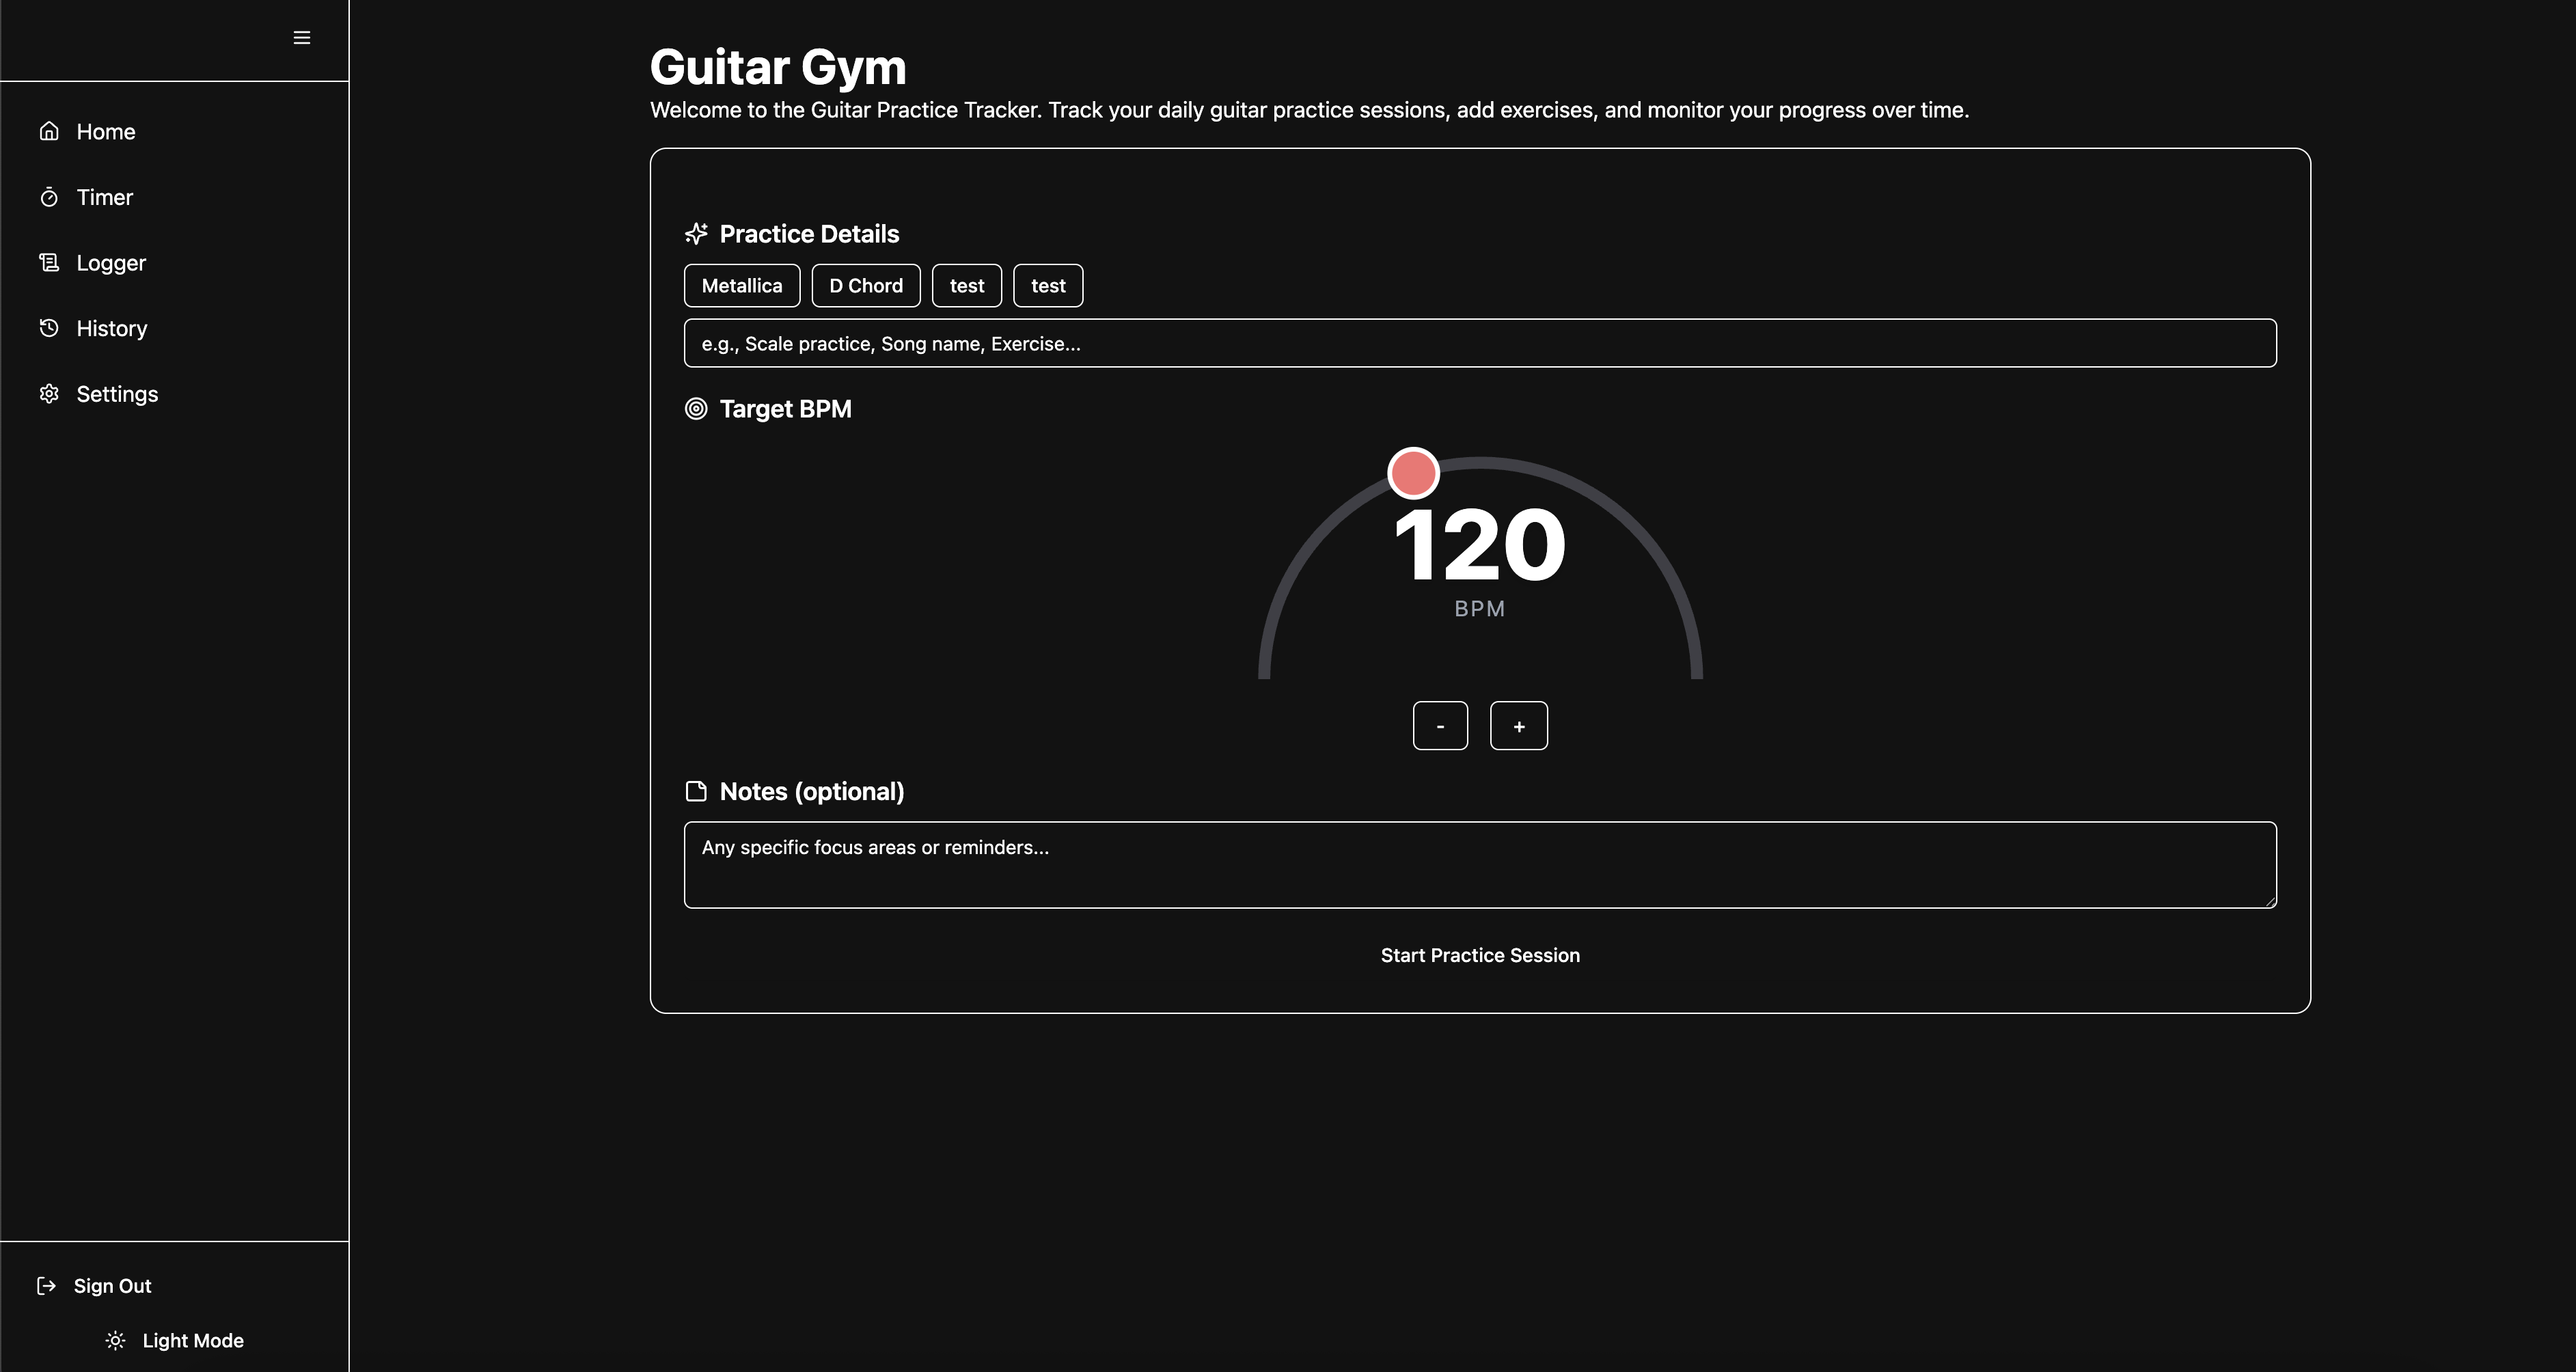 Guitar Gym
Welcome to the Guitar Practice Tracker. Track your daily guitar practice sessions, add exercises, and monitor your progress over time.
Home
Timer
Logger
History
Settings
Practice Details
Metallica
D Chord
test
test
e.g., Scale practice, Song name, Exercise...
Target BPM
120
BPM
-
+
Notes (optional)
Any specific focus areas or reminders...
Start Practice Session
Sign Out
Light Mode